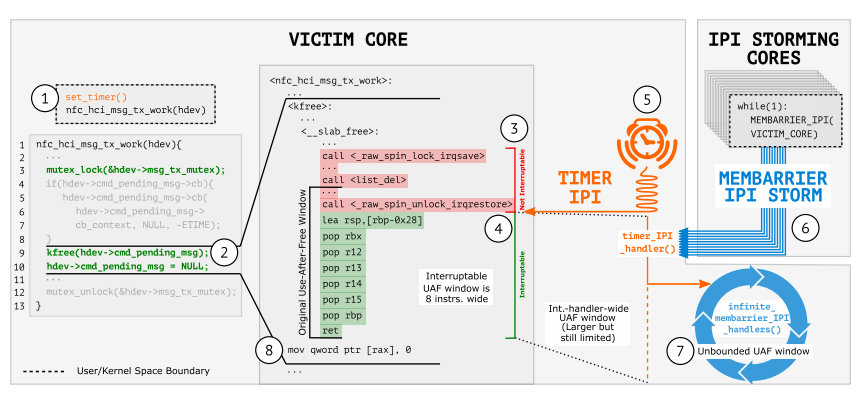 VICTIM CORE
IPI STORMING
CORES
1
set_timer()
nfc_hci_msg_tx_work(hdev)
1 nfc_hci_msg_tx_work(hdev){
2 ...
3 mutex_lock(&hdev->msg_tx_mutex);
4 if(hdev->cmd_pending_msg->cb){
5 hdev->cmd_pending_msg->cb(
6 hdev->cmd_pending_msg->
7 cb_context, NULL, -ETIME);
8 }
9 kfree(hdev->cmd_pending_msg);
10 hdev->cmd_pending_msg = NULL;
11 ...
12 mutex_unlock(&hdev->msg_tx_mutex);
13 }
2
User/Kernel Space Boundary
<nfc_hci_msg_tx_work>:
...
<kfree>:
...
<__slab_free>:
...
call <_raw_spin_lock_irqsave>
...
call <list_del>
...
call <_raw_spin_unlock_irqrestore>
lea rsp,[rbp-0x28]
pop rbx
pop r12
pop r13
pop r14
pop r15
pop rbp
ret
mov qword ptr [rax], 0
...
Original Use-After-Free Window
8
3
Not Interruptable
4
Interruptable
Interruptable
UAF window is
8 instrs. wide
5
TIMER
IPI
Int.-handler-wide
UAF window
(Larger but
still limited)
while(1):
MEMBARRIER_IPI(
VICTIM_CORE)
MEMBARRIER
IPI STORM
6
timer_IPI
_handler()
infinite_
membarrier_IPI
_handlers()
7
Unbounded UAF window